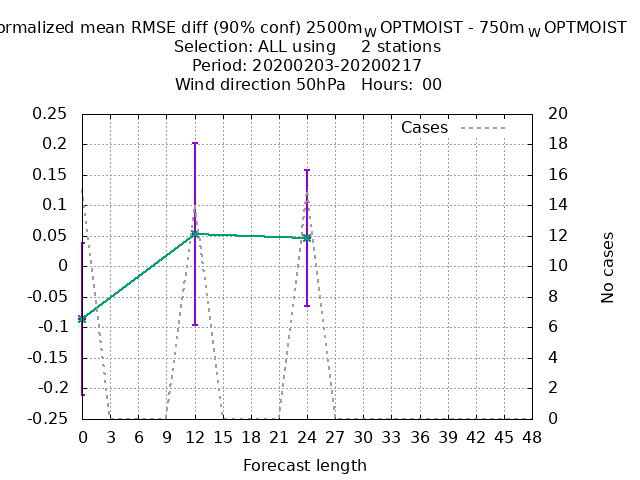 ormalized mean RMSE diff (90% conf) 2500m_W OPTMOIST - 750m_W OPTMOIST
Selection: ALL using 2 stations
Period: 20200203-20200217
Wind direction 50hPa Hours: 00
0.25
0.2
0.15
0.1
0.05
0
-0.05
-0.1
-0.15
-0.2
-0.25
Cases
20
18
16
14
12
10
8
6
4
2
0
No cases
0 3 6 9 12 15 18 21 24 27 30 33 36 39 42 45 48
Forecast length